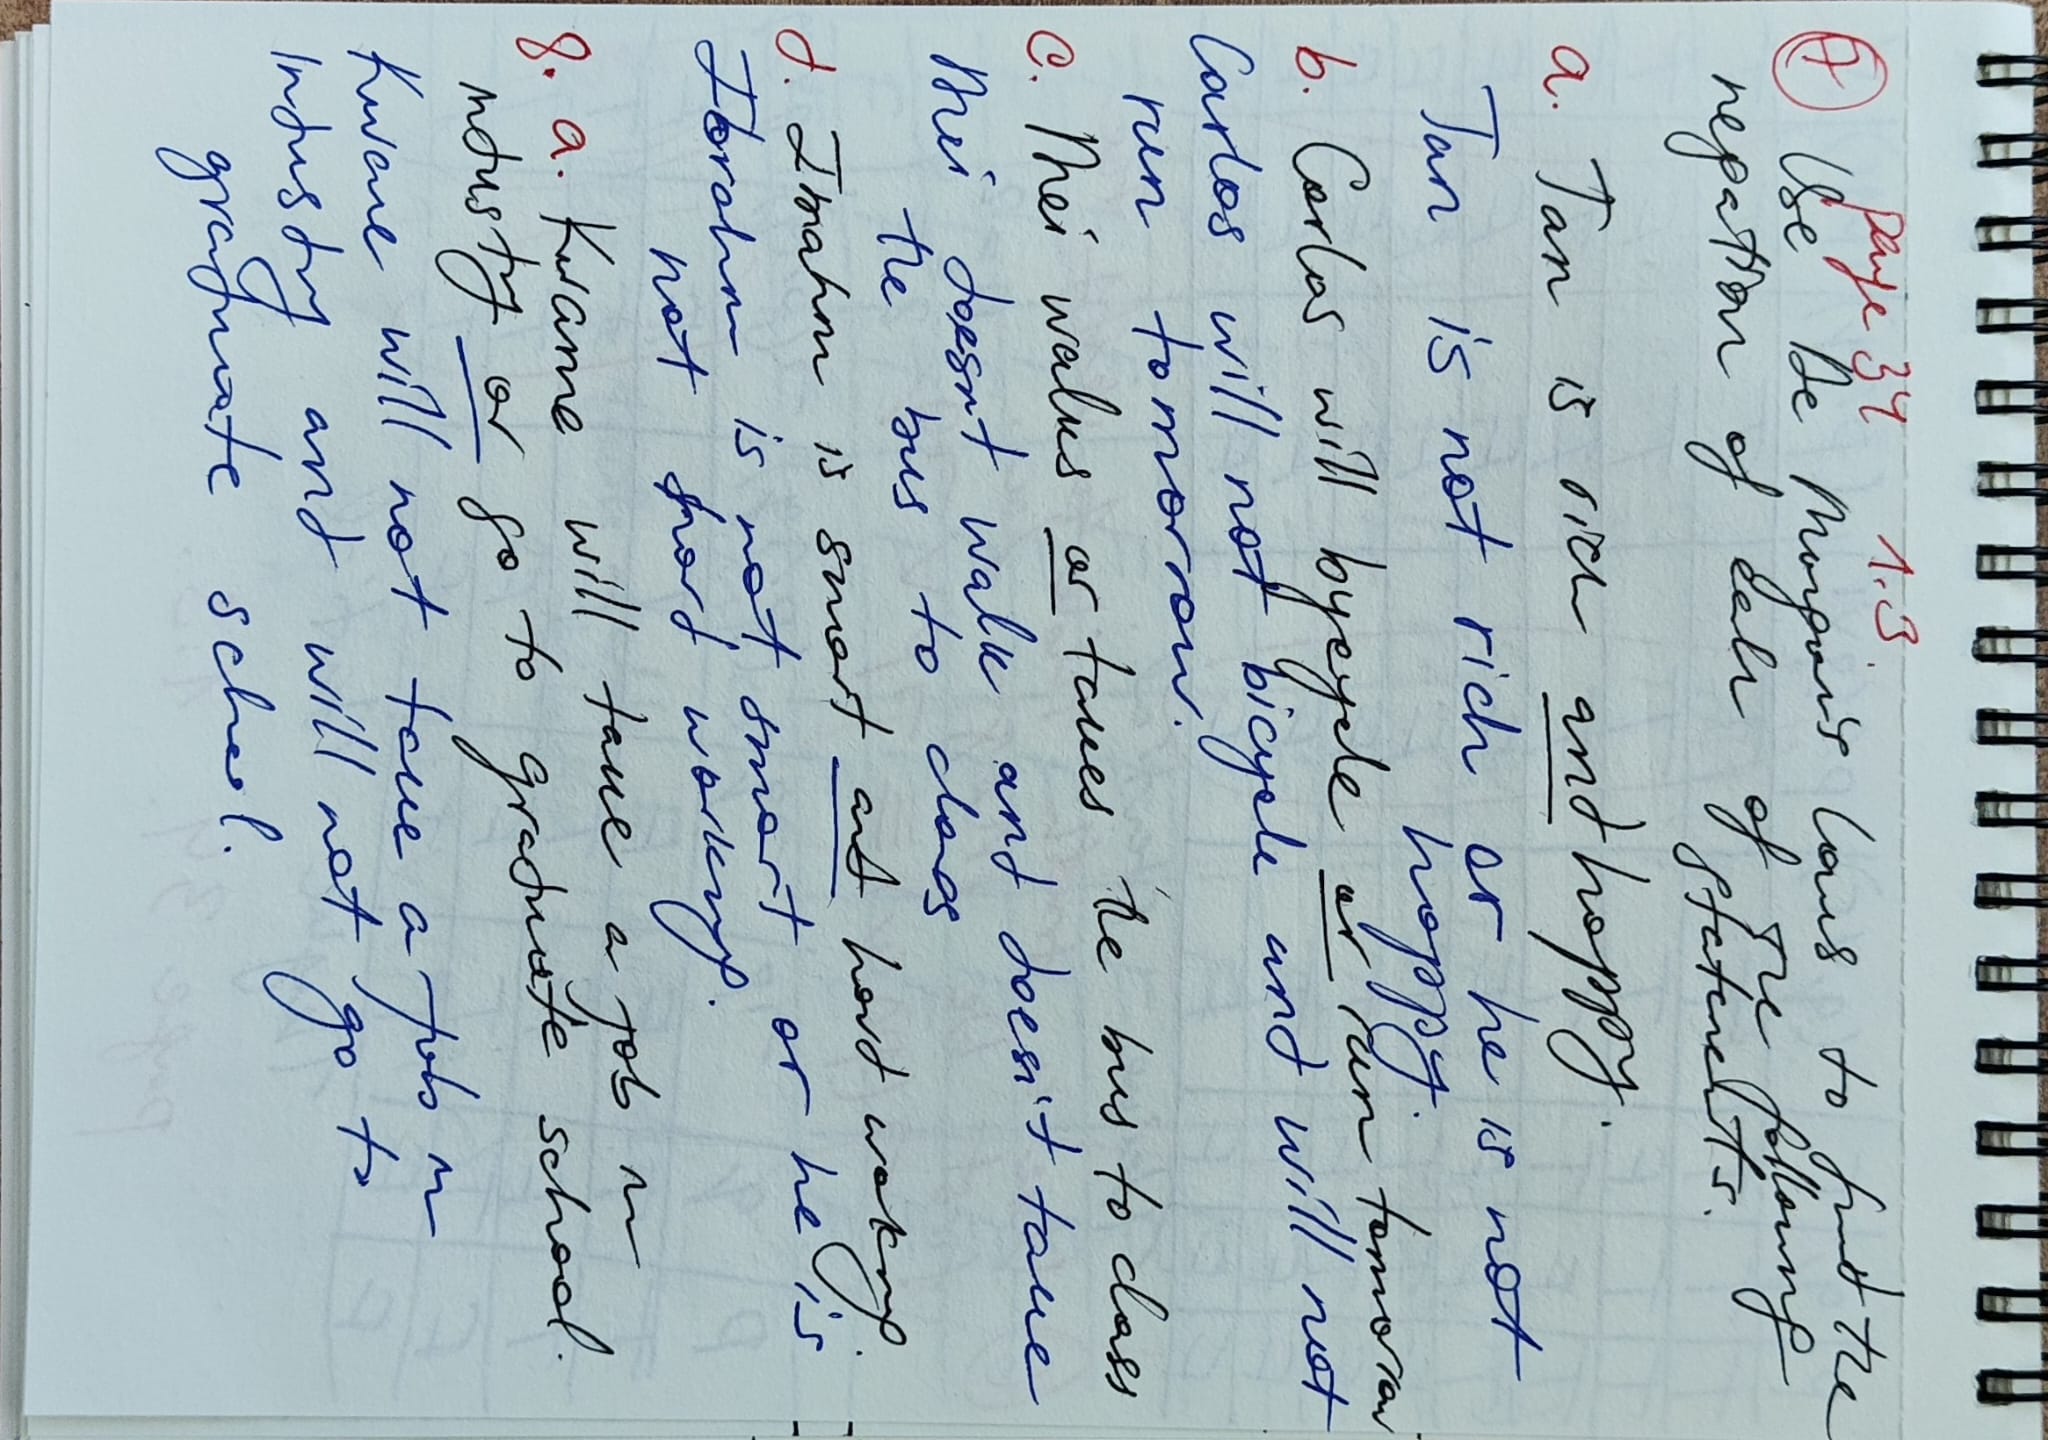 page 34 1.3
7 Use De Morgan's laws to find the
negation of each of the following
statements.
a. Jan is rich and happy.
Jan is not rich or he is not
happy.
b. Carlos will bycycle or run tomorrow
Carlos will not bicycle and will not
run tomorrow.
c. Mei walks or takes the bus to class
Mei doesnt walk and doesn't take
the bus to class
d. Ibrahim is smart and hard working.
Ibrahim is not smart or he is
not hard working.
8. a. Kwame will take a job in
industry or go to graduate school.
Kwame will not take a job in
Industry and will not go to
graduate school.